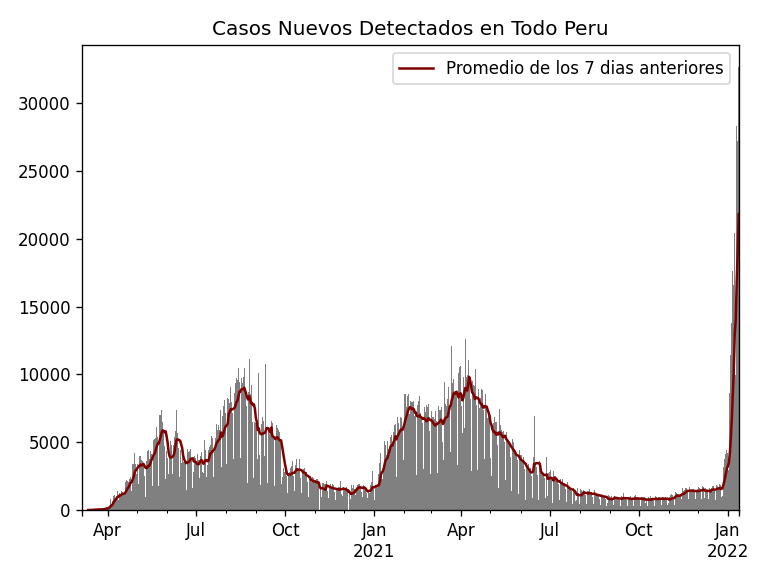 Casos Nuevos Detectados en Todo Peru
Promedio de los 7 dias anteriores
30000
25000
20000
15000
10000
5000
0
Apr Jul Oct Jan Apr Jul Oct Jan
2021 2022